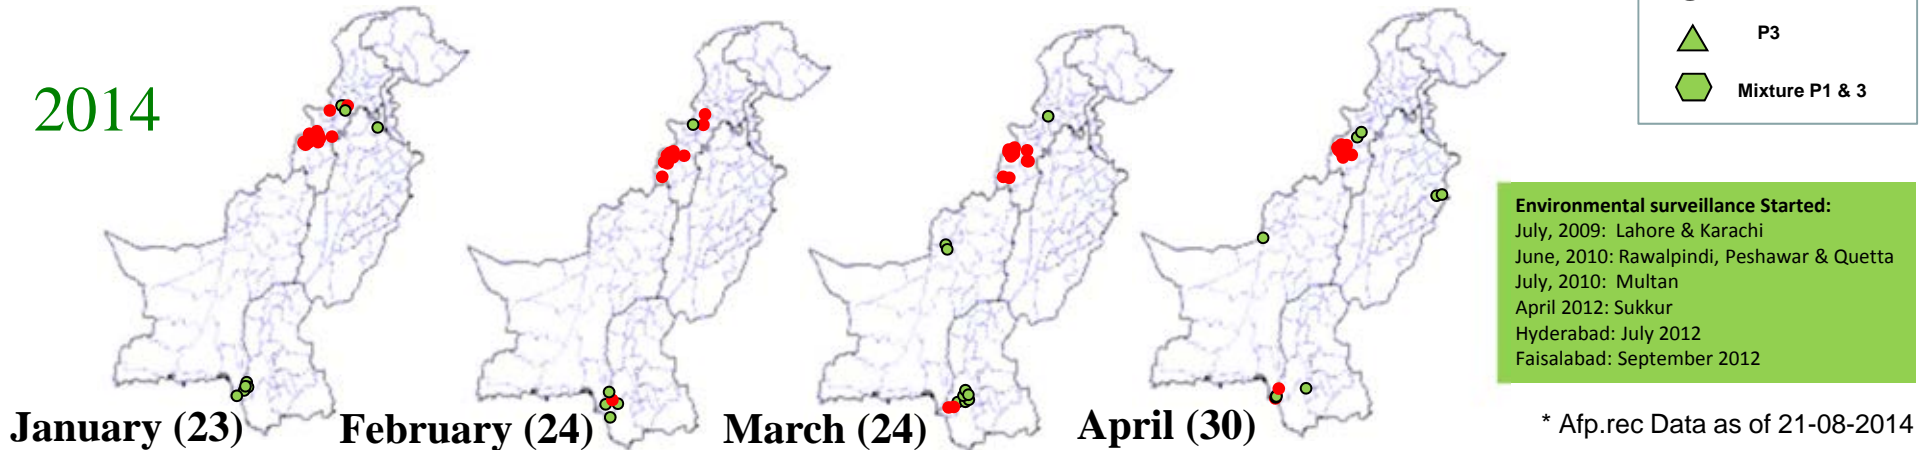 2014
P3
Mixture P1 & 3
Environmental surveillance Started:
July, 2009: Lahore & Karachi
June, 2010: Rawalpindi, Peshawar & Quetta
July, 2010: Multan
April 2012: Sukkur
Hyderabad: July 2012
Faisalabad: September 2012
January (23)
February (24)
March (24)
April (30)
* Afp.rec Data as of 21-08-2014